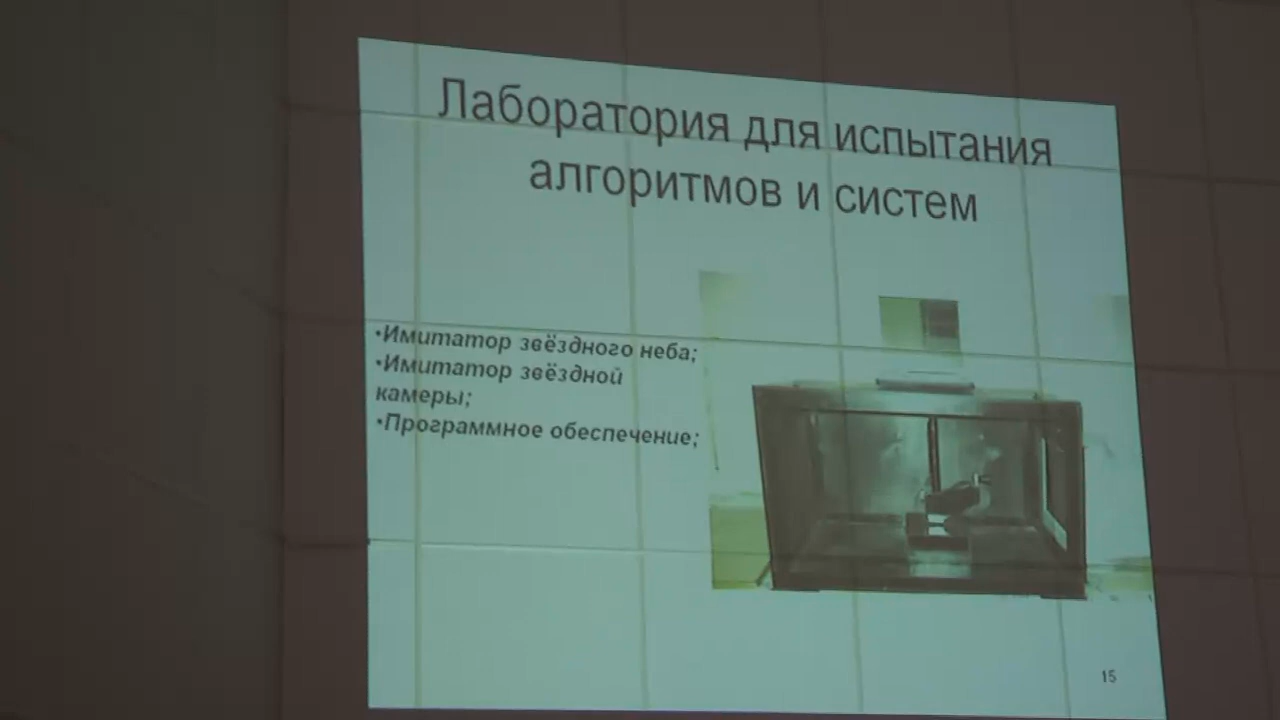 Лаборатория для испытания
алгоритмов и систем
•Имитатор звёздного неба;
•Имитатор звёздной
камеры;
•Программное обеспечение;
15